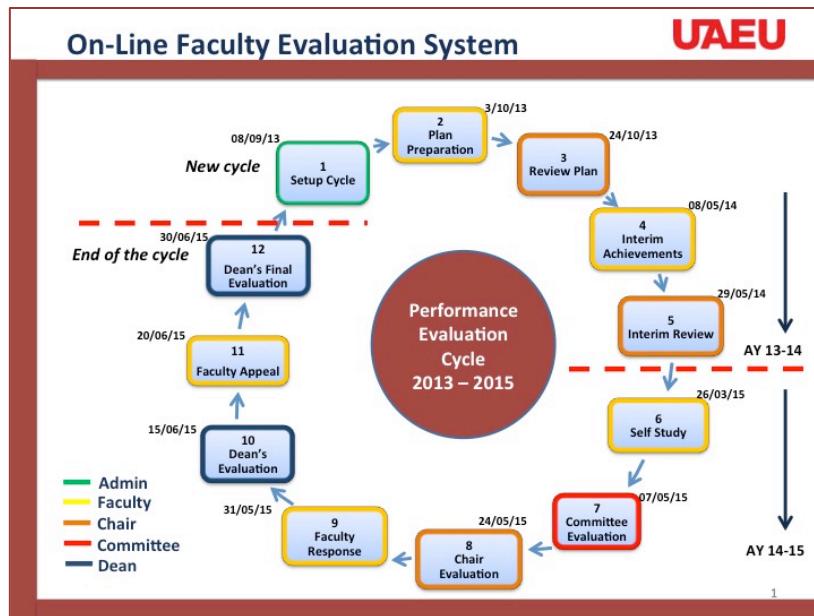 On-Line Faculty Evaluation System
UAEU
08/09/13
New cycle
1
Setup Cycle
3/10/13
2
Plan
Preparation
24/10/13
3
Review Plan
08/05/14
4
Interim
Achievements
29/05/14
5
Interim Review
AY 13-14
26/03/15
6
Self Study
07/05/15
7
Committee
Evaluation
AY 14-15
24/05/15
8
Chair
Evaluation
31/05/15
9
Faculty
Response
15/06/15
10
Dean's
Evaluation
20/06/15
11
Faculty Appeal
30/06/15
End of the cycle
12
Dean's Final
Evaluation
Performance
Evaluation
Cycle
2013 – 2015
Admin
Faculty
Chair
Committee
Dean
1